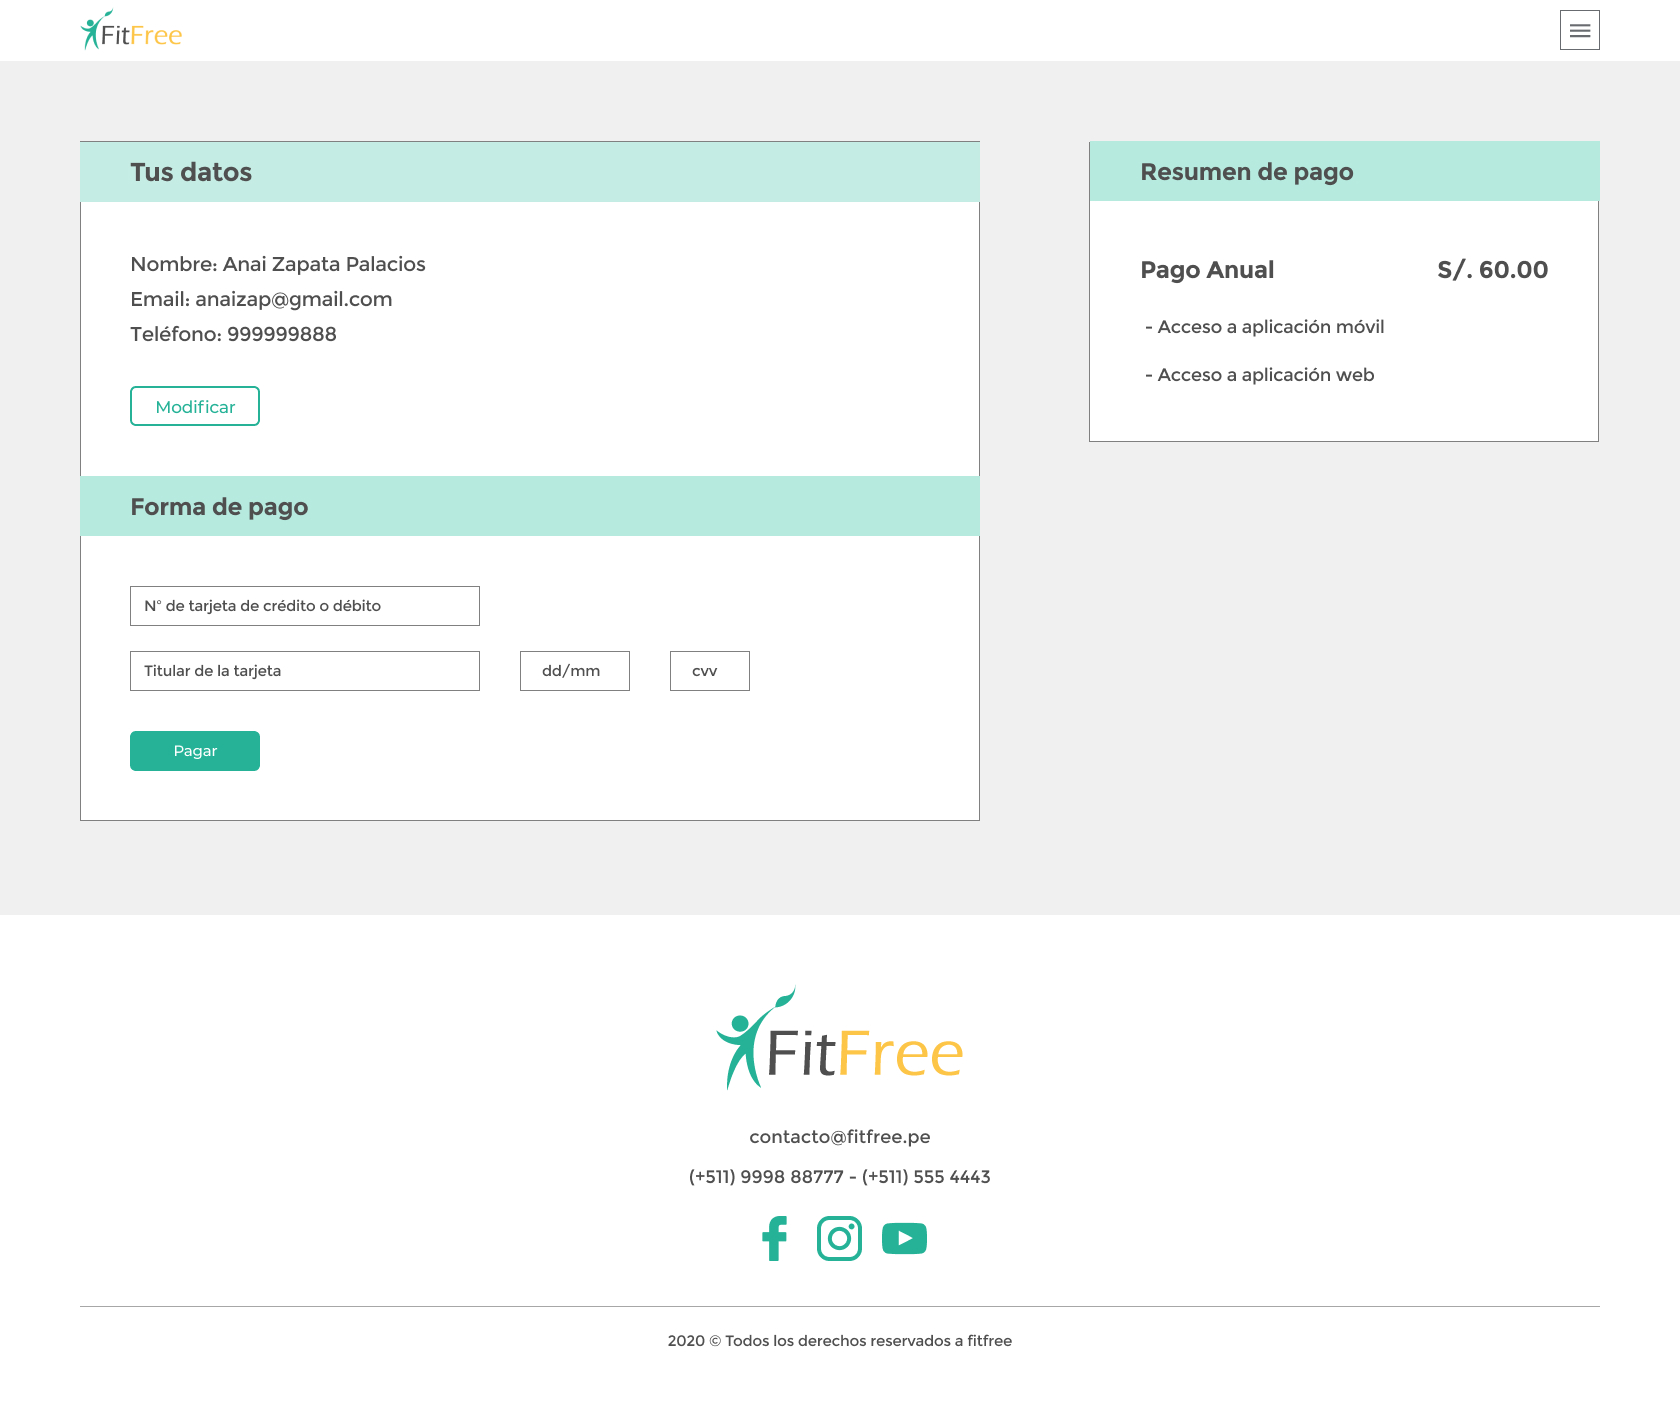 FitFree
Tus datos
Nombre: Anai Zapata Palacios
Email: anaizap@gmail.com
Teléfono: 999999888
Modificar
Forma de pago
N° de tarjeta de crédito o débito
Titular de la tarjeta
dd/mm
cvv
Pagar
Resumen de pago
Pago Anual S/. 60.00
- Acceso a aplicación móvil
- Acceso a aplicación web
FitFree
contacto@fitfree.pe
(+511) 9998 88777 - (+511) 555 4443
2020 © Todos los derechos reservados a fitfree